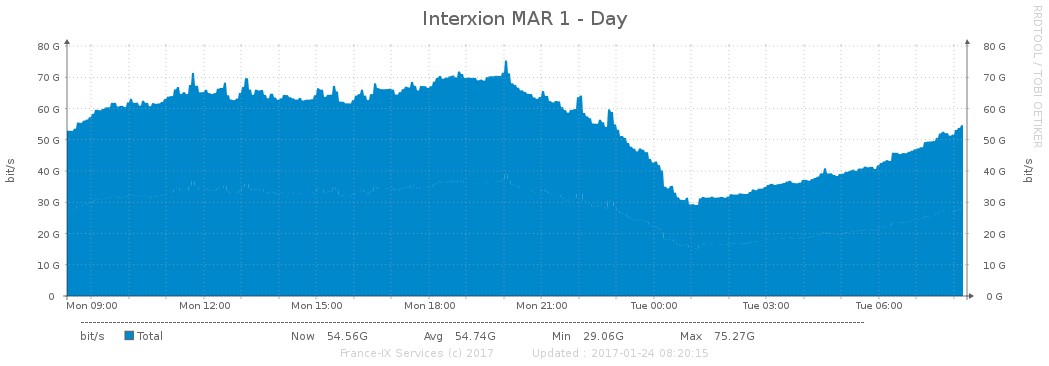 Interxion MAR 1 - Day
RRDTOOL / TOBI OETIKER
bit/s
80 G 80 G
70 G 70 G
60 G 60 G
50 G 50 G
40 G 40 G
30 G 30 G
20 G 20 G
10 G 10 G
0 0 G
bit/s
Mon 09:00 Mon 12:00 Mon 15:00 Mon 18:00 Mon 21:00 Tue 00:00 Tue 03:00 Tue 06:00
bit/s Total Now 54.56G Avg 54.74G Min 29.06G Max 75.27G
France-IX Services (c) 2017 Updated : 2017-01-24 08:20:15